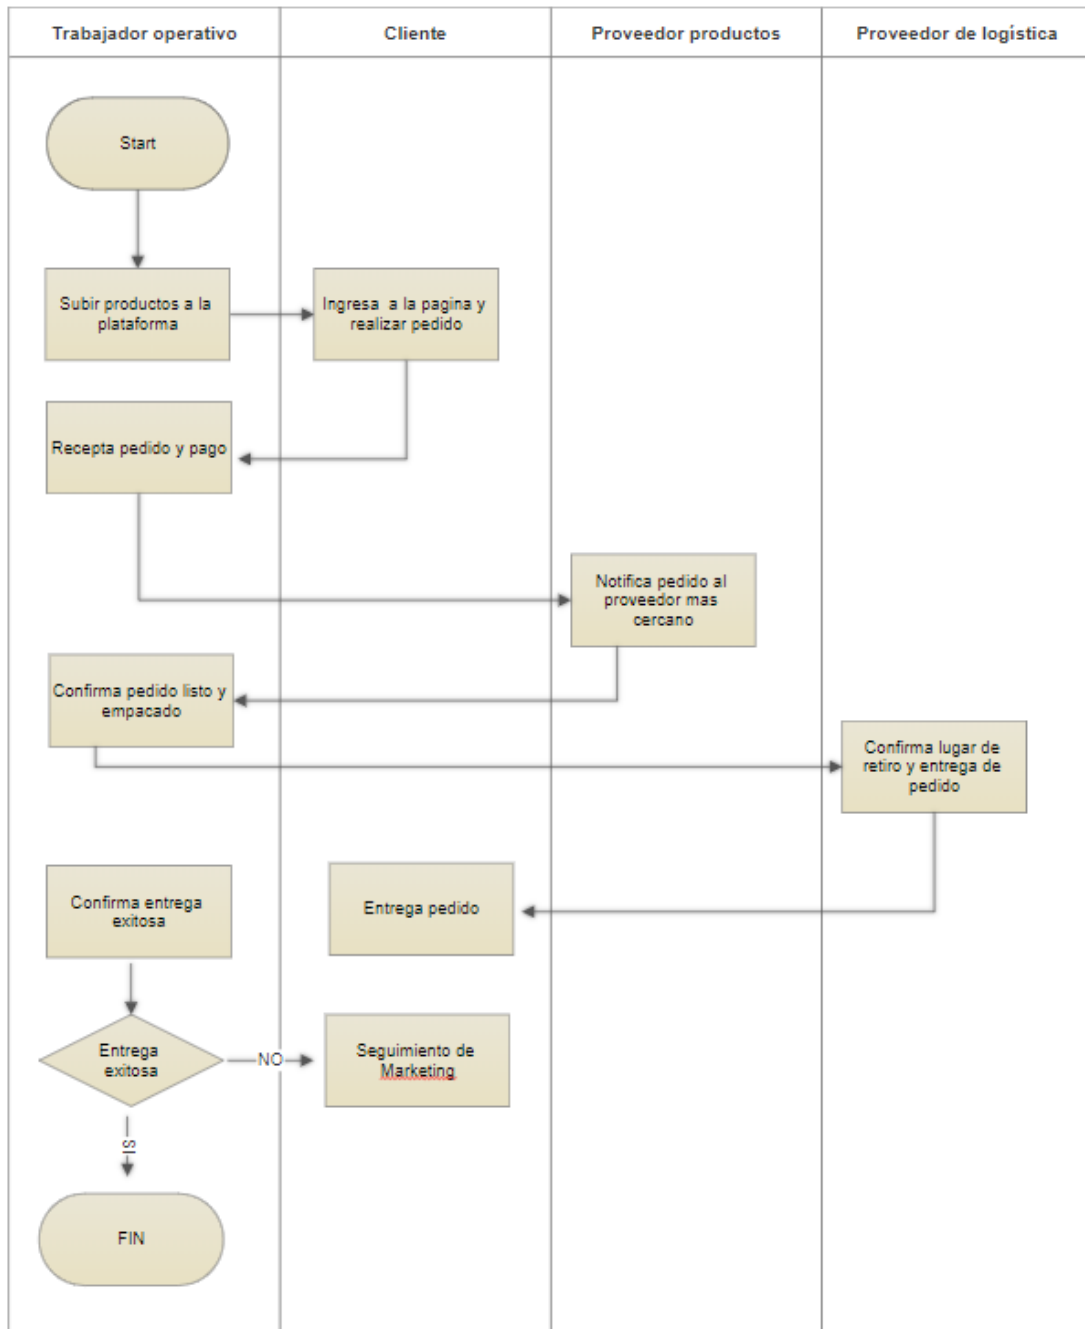 Trabajador operativo
Cliente
Proveedor productos
Proveedor de logística
Start
Subir productos a la
plataforma
Ingresa a la pagina y
realizar pedido
Recepta pedido y pago
Notifica pedido al
proveedor mas
cercano
Confirma pedido listo y
empacado
Confirma lugar de
retiro y entrega de
pedido
Confirma entrega
exitosa
Entrega pedido
Entrega
exitosa
NO
Seguimiento de
Marketing
SI
FIN